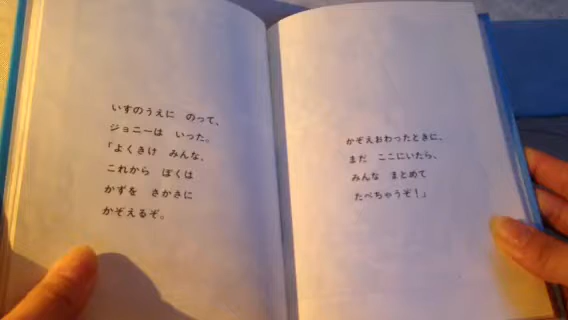 いすのうえに のって、
ジョニーは いった。
「よくきけ みんな、
これから ぼくは
かずを さかさに
かぞえるぞ。
かぞえおわったときに、
まだ ここにいたら、
みんな まとめて
たべちゃうぞ!」